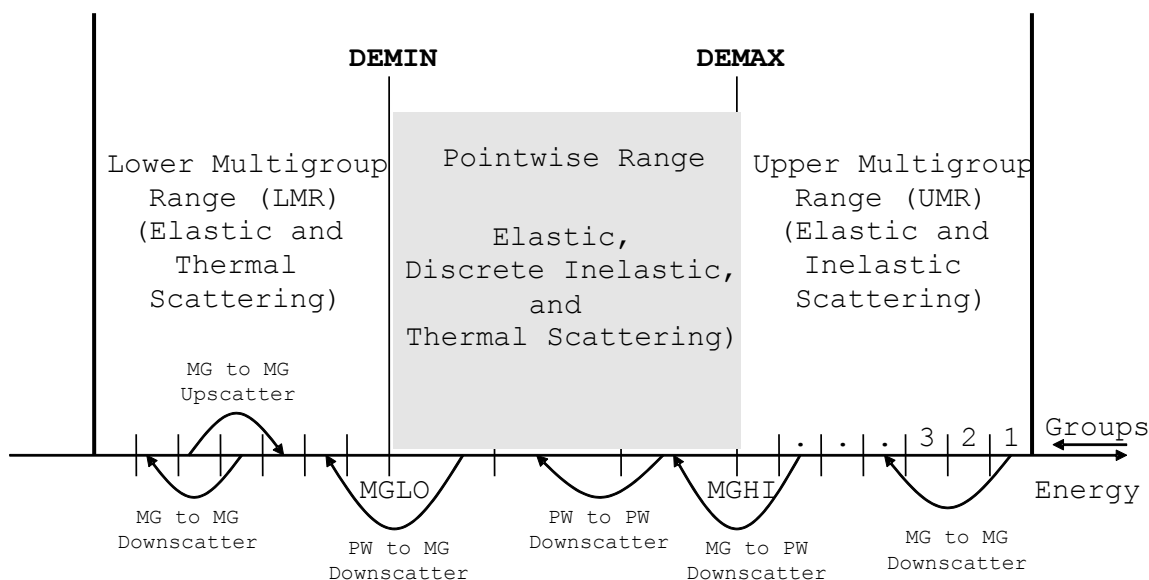 DEMIN
DEMAX
Lower Multigroup
Range (LMR)
(Elastic and
Thermal
Scattering)
Pointwise Range
Elastic,
Discrete Inelastic,
and
Thermal Scattering)
Upper Multigroup
Range (UMR)
(Elastic and
Inelastic
Scattering)
MG to MG
Upscatter
. . . 3 2 1
Groups
MGLO
MGHI
Energy
MG to MG
Downscatter
PW to MG
Downscatter
PW to PW
Downscatter
MG to PW
Downscatter
MG to MG
Downscatter